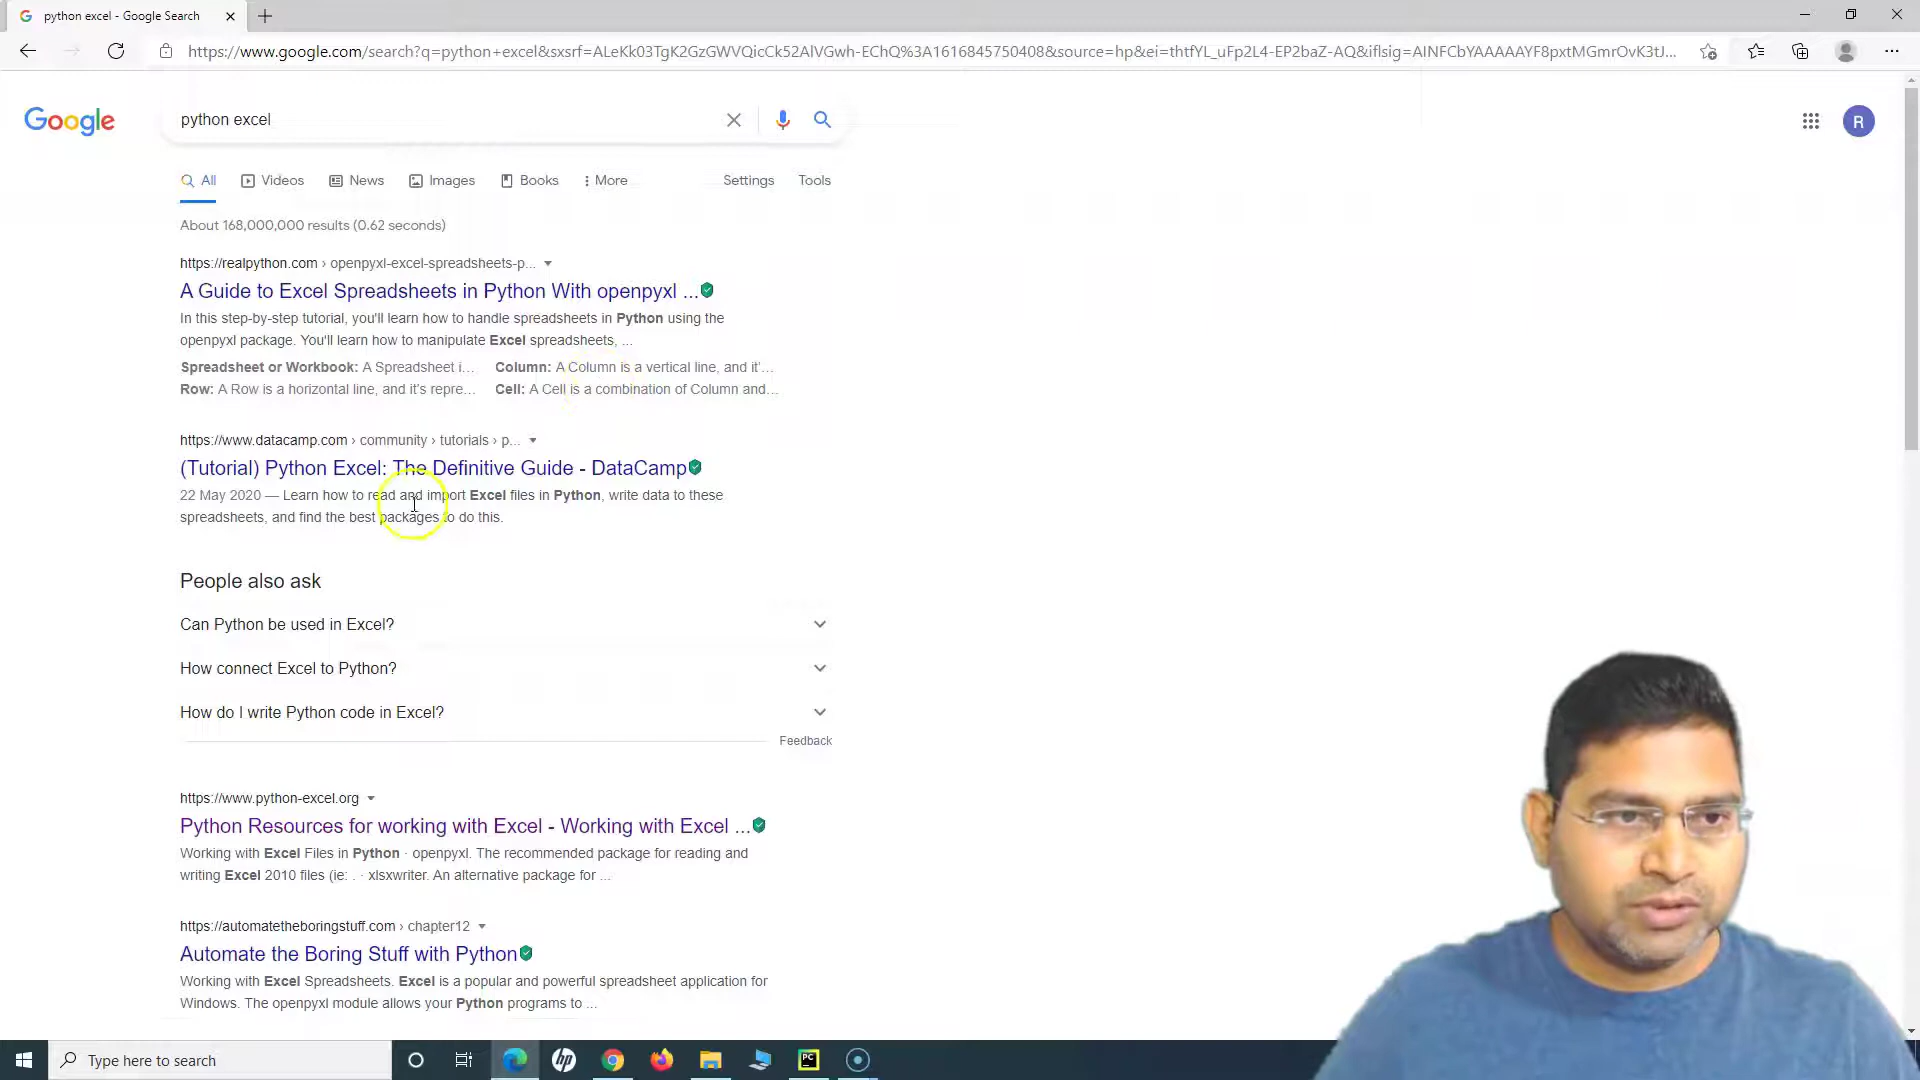 python excel - Google Search
https://www.google.com/search?q=python+excel&sxsrf=ALeKk03TgK2GzGWVQicCk52AlVGwh-EChQ%3A1616845750408&source=hp&ei=thtfYL_uFp2L4-EP2baZ-AQ&iflsig=AINFCbYAAAAAYF8pxtMGmrOvK3tJ...
Google
python excel
R
All
Videos
News
Images
Books
More
Settings
Tools
About 168,000,000 results (0.62 seconds)
https://realpython.com › openpyxl-excel-spreadsheets-p...
A Guide to Excel Spreadsheets in Python With openpyxl ...
In this step-by-step tutorial, you'll learn how to handle spreadsheets in Python using the
openpyxl package. You'll learn how to manipulate Excel spreadsheets, ...
Spreadsheet or Workbook: A Spreadsheet i... Column: A Column is a vertical line, and it'...
Row: A Row is a horizontal line, and it's repre... Cell: A Cell is a combination of Column and...
https://www.datacamp.com › community › tutorials › p...
(Tutorial) Python Excel: The Definitive Guide - DataCamp
22 May 2020 — Learn how to read and import Excel files in Python, write data to these
spreadsheets, and find the best packages to do this.
People also ask
Can Python be used in Excel?
How connect Excel to Python?
How do I write Python code in Excel?
Feedback
https://www.python-excel.org
Python Resources for working with Excel - Working with Excel ...
Working with Excel Files in Python · openpyxl. The recommended package for reading and
writing Excel 2010 files (ie: . · xlsxwriter. An alternative package for ...
https://automatetheboringstuff.com › chapter12
Automate the Boring Stuff with Python
Working with Excel Spreadsheets. Excel is a popular and powerful spreadsheet application for
Windows. The openpyxl module allows your Python programs to ...
Type here to search
hp
PC